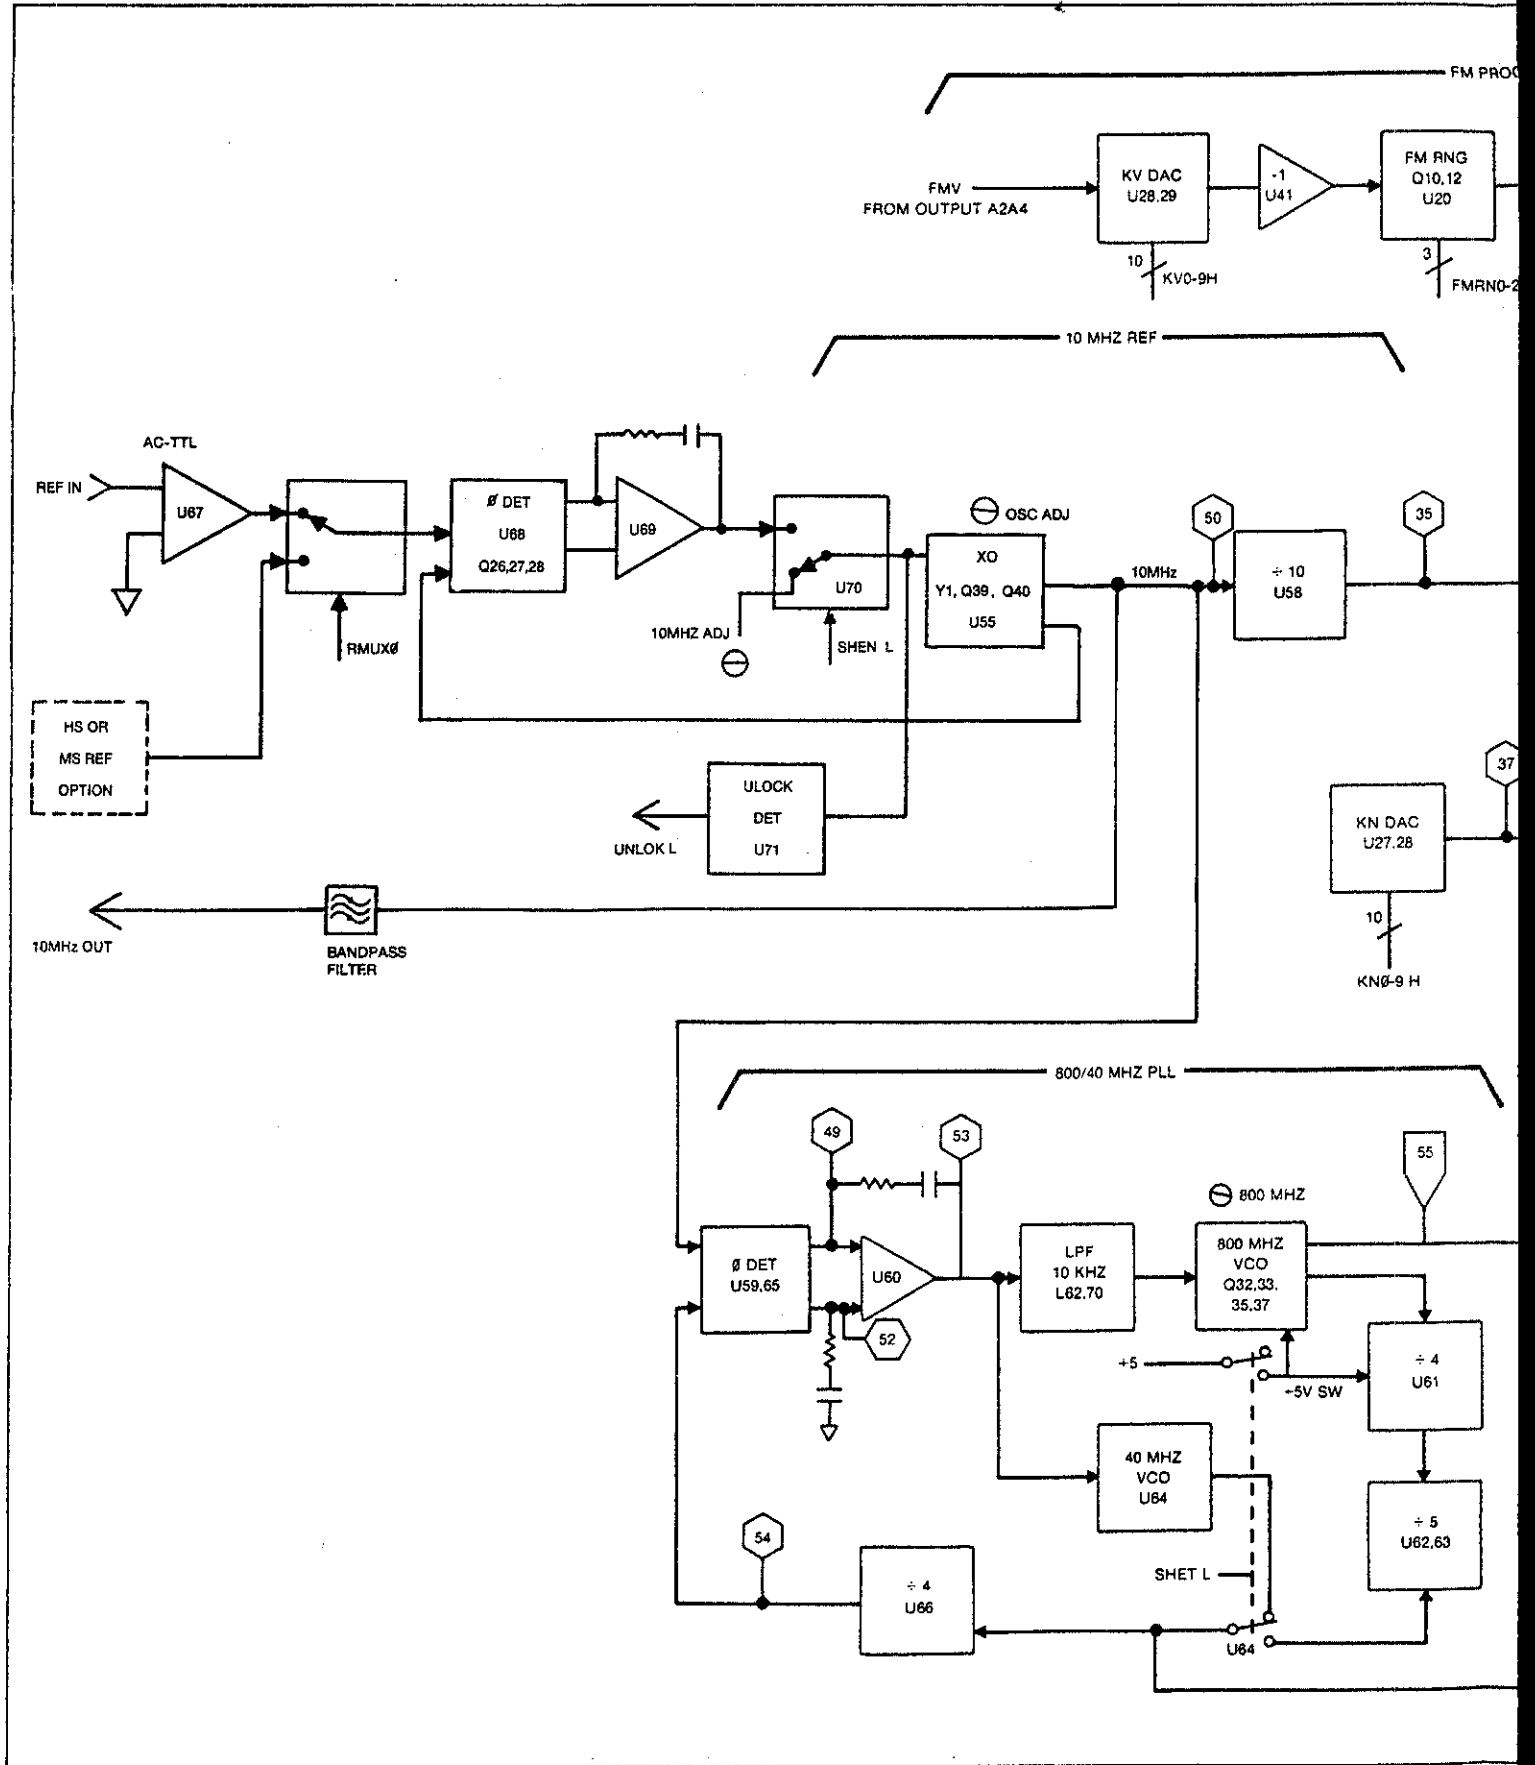 FM PROC
KV DAC
U28,29
-1
U41
FM RNG
Q10,12
U20
FMV
FROM OUTPUT A2A4
10
KV0-9H
3
FMRN0-2
10 MHZ REF
AC-TTL
REF IN
U67
RMUXØ
Ø DET
U68
Q26,27,28
U69
U70
10MHZ ADJ
SHEN L
OSC ADJ
XO
Y1, Q39, Q40
U55
10MHz
50
÷ 10
U58
35
HS OR
MS REF
OPTION
ULOCK
DET
U71
UNLOK L
37
KN DAC
U27,28
10
KNØ-9 H
10MHz OUT
BANDPASS
FILTER
800/40 MHZ PLL
49
53
55
800 MHZ
Ø DET
U59,65
U60
52
LPF
10 KHZ
L62,70
800 MHZ
VCO
Q32,33,
35,37
+5
+5V SW
÷ 4
U61
40 MHZ
VCO
U64
÷ 5
U62,63
54
÷ 4
U66
SHET L
U64